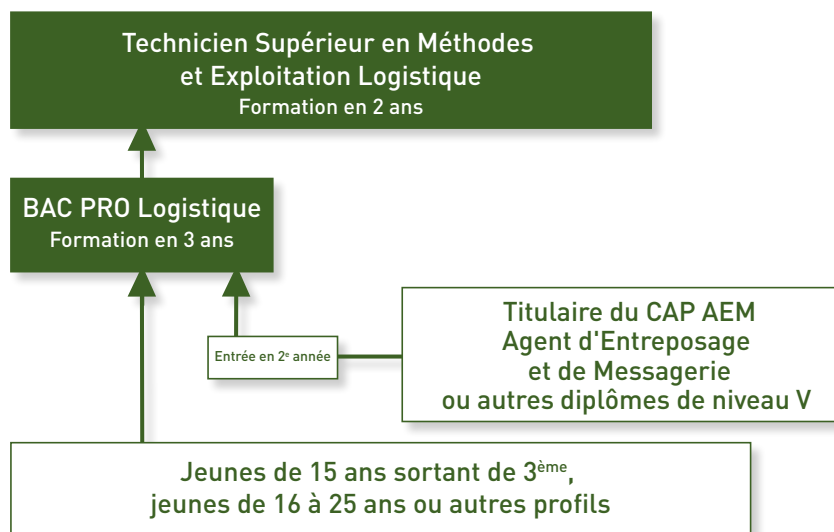 Technicien Supérieur en Méthodes
et Exploitation Logistique
Formation en 2 ans
BAC PRO Logistique
Formation en 3 ans
Entrée en 2e année
Titulaire du CAP AEM
Agent d'Entreposage
et de Messagerie
ou autres diplômes de niveau V
Jeunes de 15 ans sortant de 3ème,
jeunes de 16 à 25 ans ou autres profils